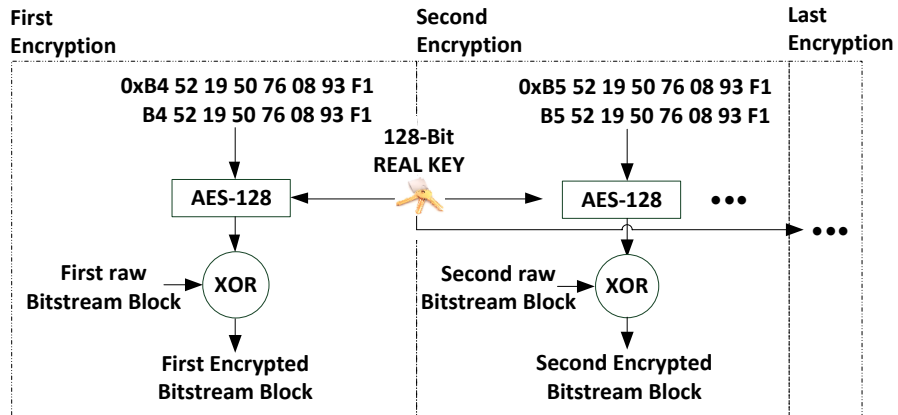 First
Encryption
Second
Encryption
Last
Encryption
0xB4 52 19 50 76 08 93 F1
B4 52 19 50 76 08 93 F1
0xB5 52 19 50 76 08 93 F1
B5 52 19 50 76 08 93 F1
128-Bit
REAL KEY
AES-128
AES-128
•••
•••
First raw
Bitstream Block
XOR
Second raw
Bitstream Block
XOR
First Encrypted
Bitstream Block
Second Encrypted
Bitstream Block